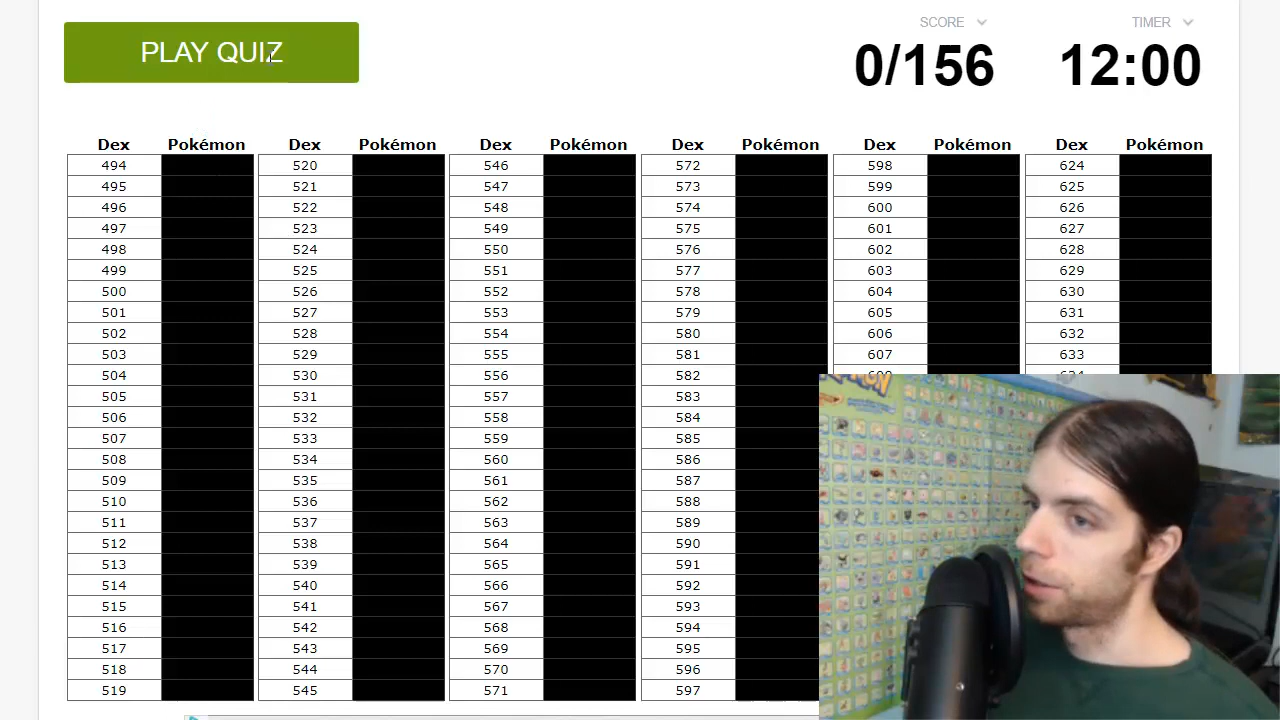 SCORE TIMER
PLAY QUIZ 0/156 12:00
Dex Pokémon Dex Pokémon Dex Pokémon Dex Pokémon Dex Pokémon Dex Pokémon
494 520 546 572 598 624
495 521 547 573 599 625
496 522 548 574 600 626
497 523 549 575 601 627
498 524 550 576 602 628
499 525 551 577 603 629
500 526 552 578 604 630
501 527 553 579 605 631
502 528 554 580 606 632
503 529 555 581 607 633
504 530 556 582
505 531 557 583
506 532 558 584
507 533 559 585
508 534 560 586
509 535 561 587
510 536 562 588
511 537 563 589
512 538 564 590
513 539 565 591
514 540 566 592
515 541 567 593
516 542 568 594
517 543 569 595
518 544 570 596
519 545 571 597